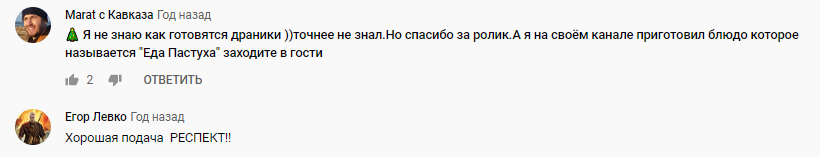 Marat с Кавказа Год назад
Я не знаю как готовятся драники ))точнее не знал.Но спасибо за ролик.А я на своём канале приготовил блюдо которое
называется "Еда Пастуха" заходите в гости
2 ОТВЕТИТЬ
Егор Левко Год назад
Хорошая подача РЕСПЕКТ!!